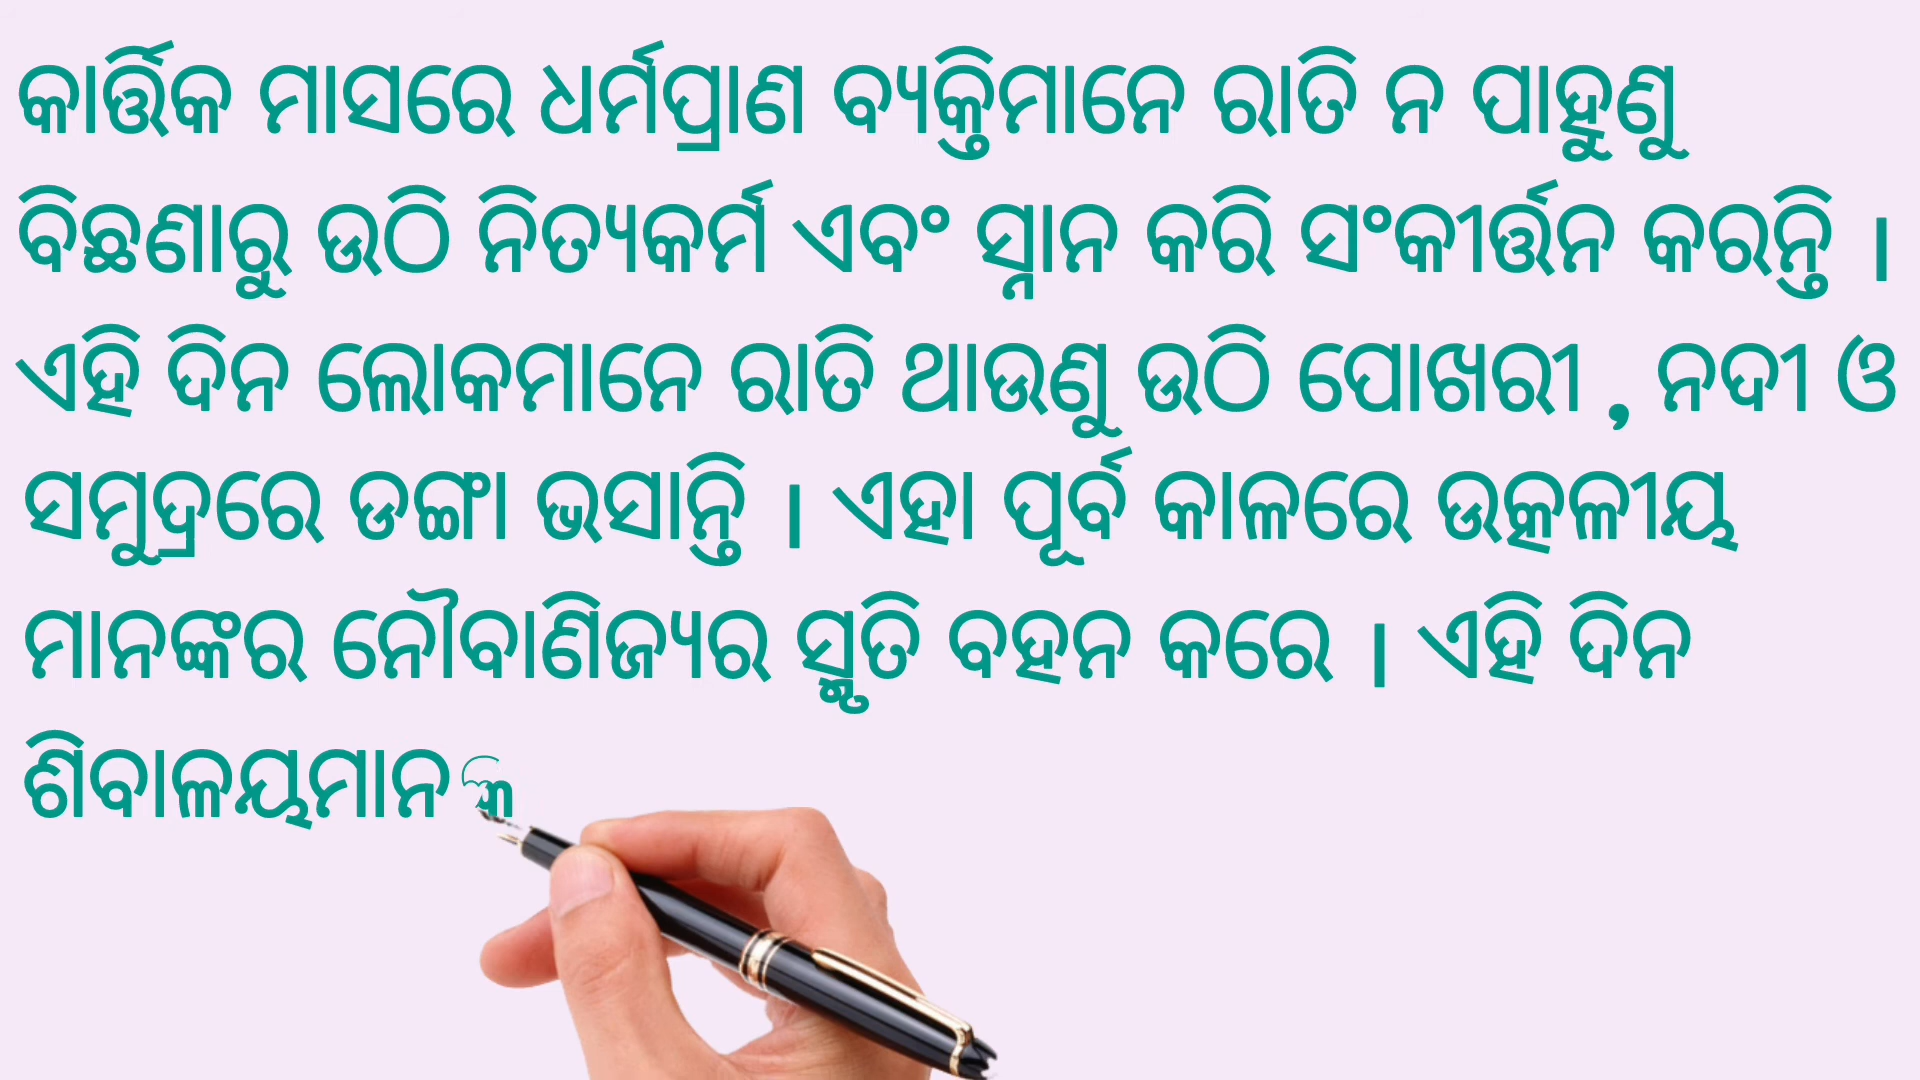 କାର୍ତ୍ତିକ ମାସରେ ଧର୍ମପ୍ରାଣ ବ୍ୟକ୍ତିମାନେ ରାତି ନ ପାହୁଣୁ
ବିଛଣାରୁ ଉଠି ନିତ୍ୟକର୍ମ ଏବଂ ସ୍ନାନ କରି ସଂକୀର୍ତ୍ତନ କରନ୍ତି ।
ଏହି ଦିନ ଲୋକମାନେ ରାତି ଥାଉଣୁ ଉଠି ପୋଖରୀ , ନଦୀ ଓ
ସମୁଦ୍ରରେ ଡଙ୍ଗା ଭସାନ୍ତି । ଏହା ପୂର୍ବ କାଳରେ ଉତ୍କଳୀୟ
ମାନଙ୍କର ନୌବାଣିଜ୍ୟର ସ୍ମୃତି ବହନ କରେ । ଏହି ଦିନ